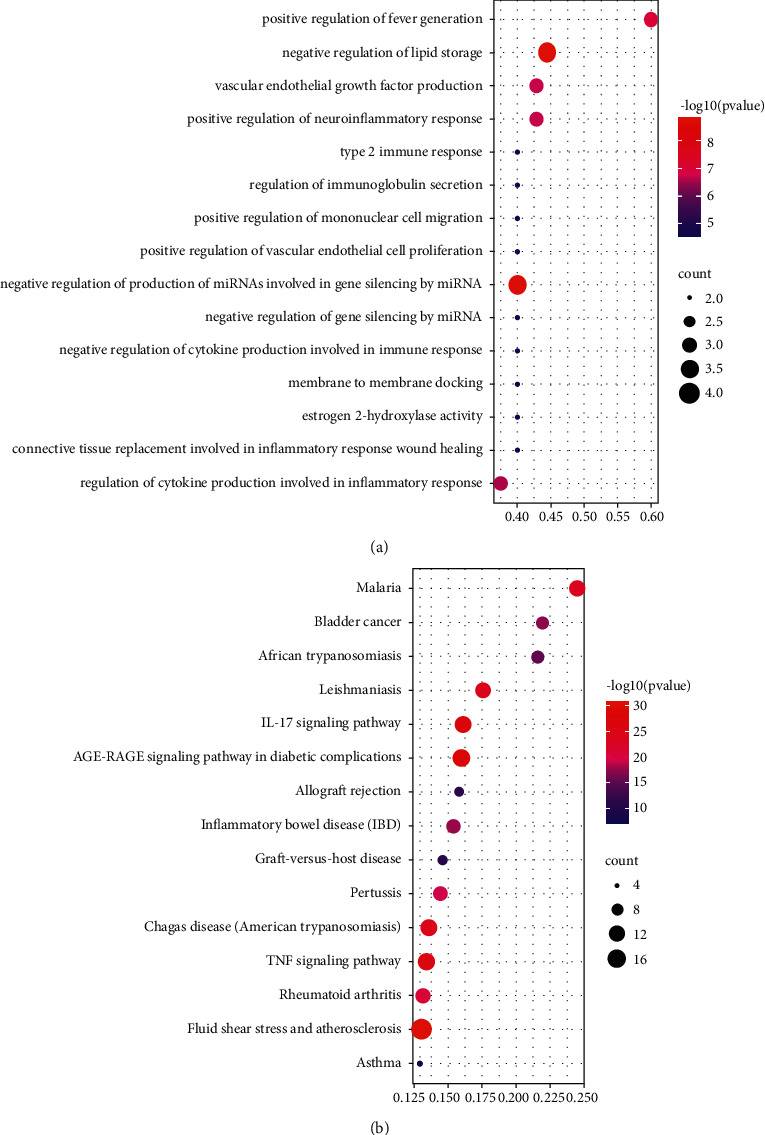 positive regulation of fever generation
negative regulation of lipid storage
vascular endothelial growth factor production
positive regulation of neuroinflammatory response
type 2 immune response
regulation of immunoglobulin secretion
positive regulation of mononuclear cell migration
positive regulation of vascular endothelial cell proliferation
negative regulation of production of miRNAs involved in gene silencing by miRNA
negative regulation of gene silencing by miRNA
negative regulation of cytokine production involved in immune response
membrane to membrane docking
estrogen 2-hydroxylase activity
connective tissue replacement involved in inflammatory response wound healing
regulation of cytokine production involved in inflammatory response
0.40 0.45 0.50 0.55 0.60
-log10(pvalue)
8
7
6
5
count
2.0
2.5
3.0
3.5
4.0
(a)
Malaria
Bladder cancer
African trypanosomiasis
Leishmaniasis
IL-17 signaling pathway
AGE-RAGE signaling pathway in diabetic complications
Allograft rejection
Inflammatory bowel disease (IBD)
Graft-versus-host disease
Pertussis
Chagas disease (American trypanosomiasis)
TNF signaling pathway
Rheumatoid arthritis
Fluid shear stress and atherosclerosis
Asthma
0.125 0.150 0.175 0.200 0.225 0.250
-log10(pvalue)
30
25
20
15
10
count
4
8
12
16
(b)